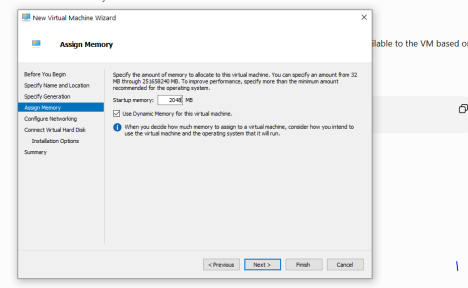 New Virtual Machine Wizard
Assign Memory
ilable to the VM based or
Before You Begin
Specify Name and Location
Specify Generation
Assign Memory
Configure Networking
Connect Virtual Hard Disk
Installation Options
Summary
Specify the amount of memory to allocate to this virtual machine. You can specify an amount from 32
MB through 251658240 MB. To improve performance, specify more than the minimum amount
recommended for the operating system.
Startup memory: 2048 MB
Use Dynamic Memory for this virtual machine.
When you decide how much memory to assign to a virtual machine, consider how you intend to
use the virtual machine and the operating system that it will run.
< Previous Next > Finish Cancel